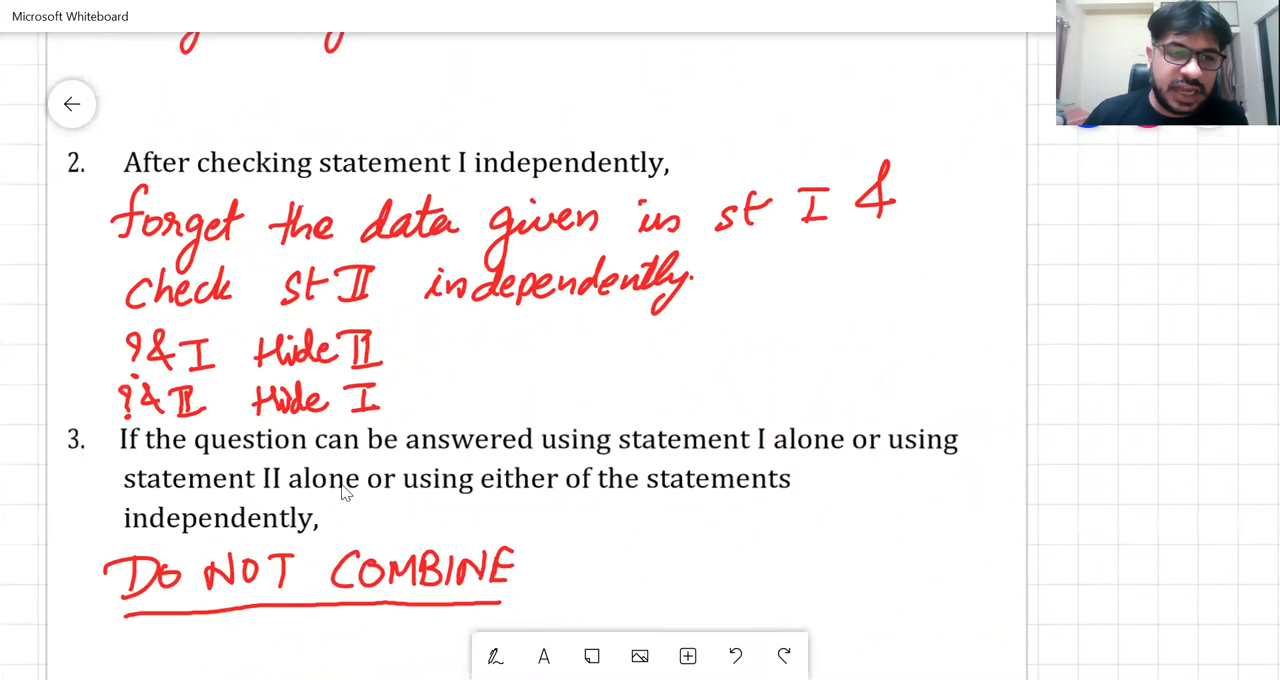 Microsoft Whiteboard
2. After checking statement I independently,
forget the data given in st I &
check st II independently.
? & I Hide II
? & II Hide I
3. If the question can be answered using statement I alone or using
statement II alone or using either of the statements
independently,
DO NOT COMBINE
A